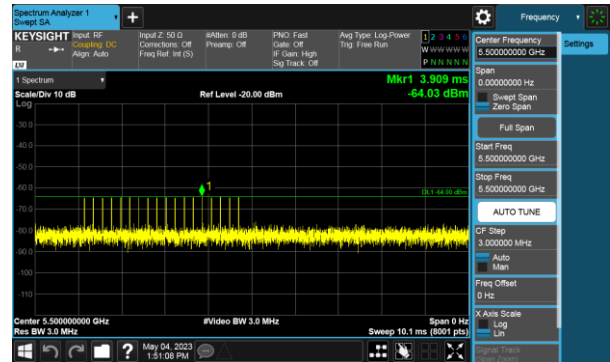 Spectrum Analyzer 1
Swept SA
Frequency
KEYSIGHT
R
Input: RF
Coupling: DC
Align: Auto
Input Z: 50 Ω
Corrections: Off
Freq Ref: Int (S)
#Atten: 0 dB
Preamp: Off
PNO: Fast
Gate: Off
IF Gain: High
Sig Track: Off
Avg Type: Log-Power
Trig: Free Run
1 2 3 4 5 6
W W W W W W
P N N N N N
1 Spectrum
Scale/Div 10 dB
Log
Ref Level -20.00 dBm
Mkr1 3.909 ms
-64.03 dBm
-30.0
-40.0
-50.0
-60.0
-70.0
-80.0
-90.0
-100
-110
1
DL1 -64.00 dBm
Center 5.500000000 GHz
Res BW 3.0 MHz
#Video BW 3.0 MHz
Span 0 Hz
Sweep 10.1 ms (8001 pts)
May 04, 2023
1:51:08 PM
Center Frequency
5.500000000 GHz
Span
0.00000000 Hz
Swept Span
Zero Span
Full Span
Start Freq
5.500000000 GHz
Stop Freq
5.500000000 GHz
AUTO TUNE
CF Step
3.000000 MHz
Auto
Man
Freq Offset
0 Hz
X Axis Scale
Log
Lin
Signal Track
Settings